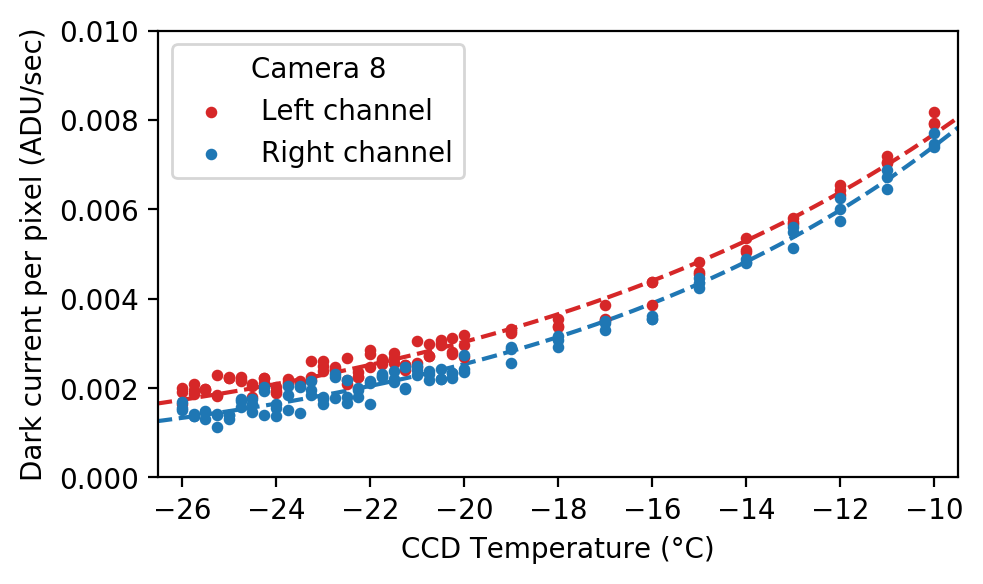 Dark current per pixel (ADU/sec)
0.010
0.008
0.006
0.004
0.002
0.000
Camera 8
Left channel
Right channel
−26 −24 −22 −20 −18 −16 −14 −12 −10
CCD Temperature (°C)